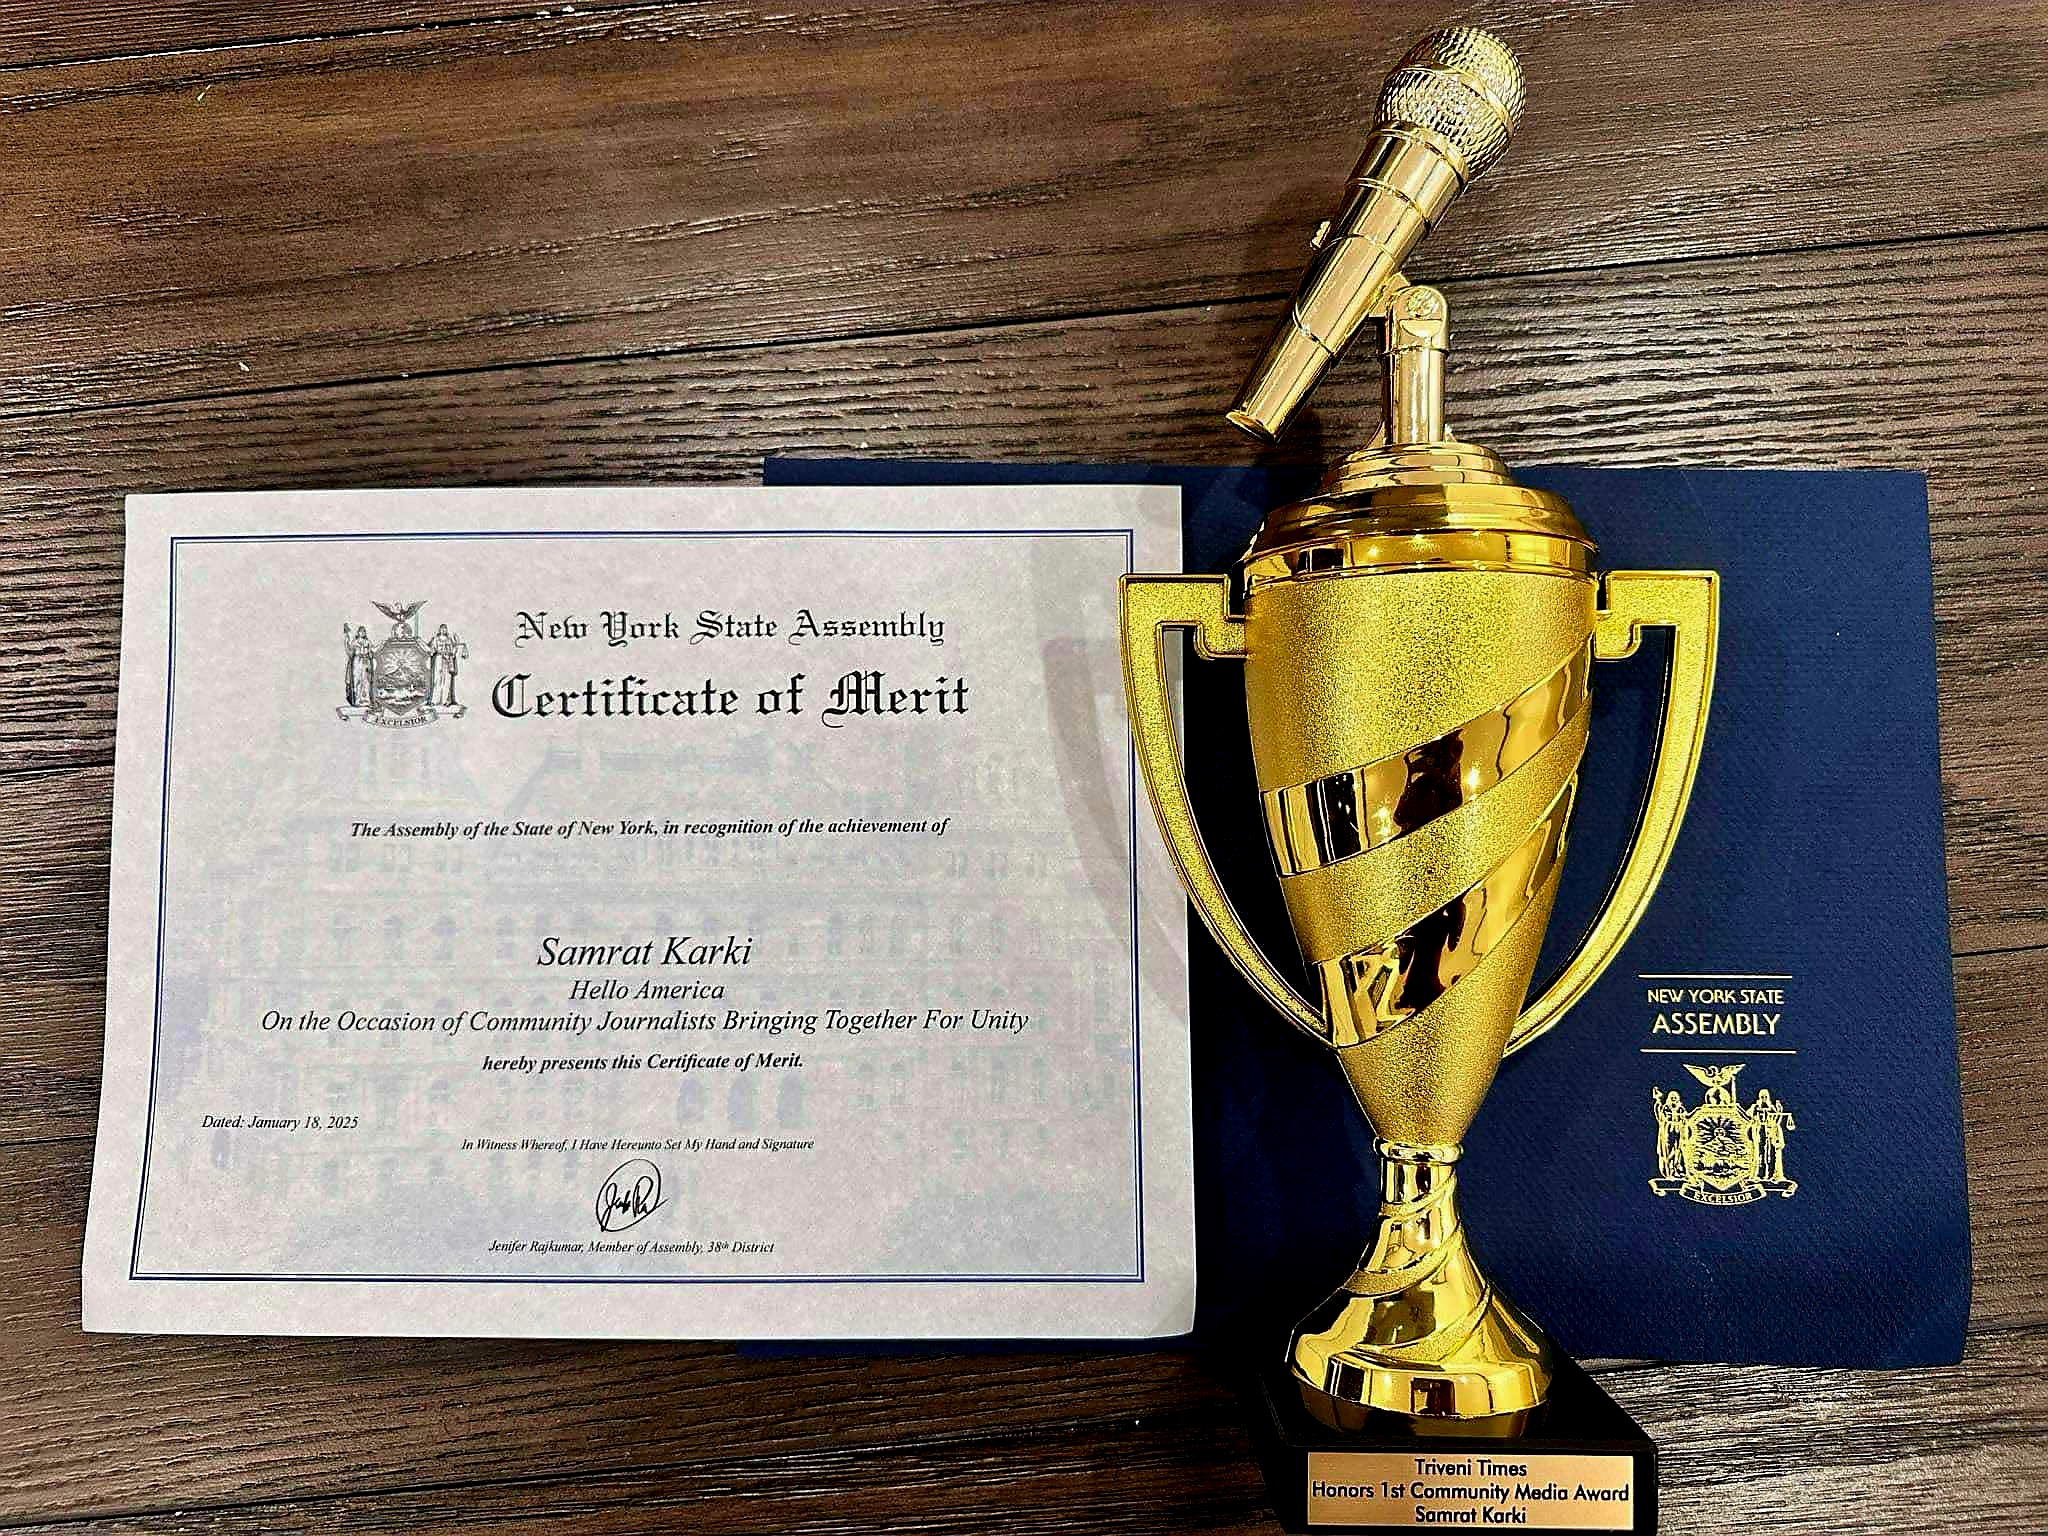 New York State Assembly
Certificate of Merit
EXCELSIOR
The Assembly of the State of New York, in recognition of the achievement of
Samrat Karki
Hello America
On the Occasion of Community Journalists Bringing Together For Unity
hereby presents this Certificate of Merit.
Dated: January 18, 2025
In Witness Whereof, I Have Hereunto Set My Hand and Signature
Jenifer Rajkumar, Member of Assembly, 38th District
NEW YORK STATE
ASSEMBLY
EXCELSIOR
Triveni Times
Honors 1st Community Media Award
Samrat Karki